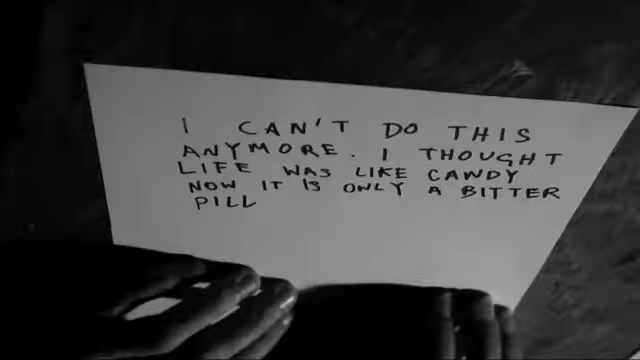 I CAN'T DO THIS
ANYMORE. I THOUGHT
LIFE WAS LIKE CANDY
NOW IT IS ONLY A BITTER
PILL